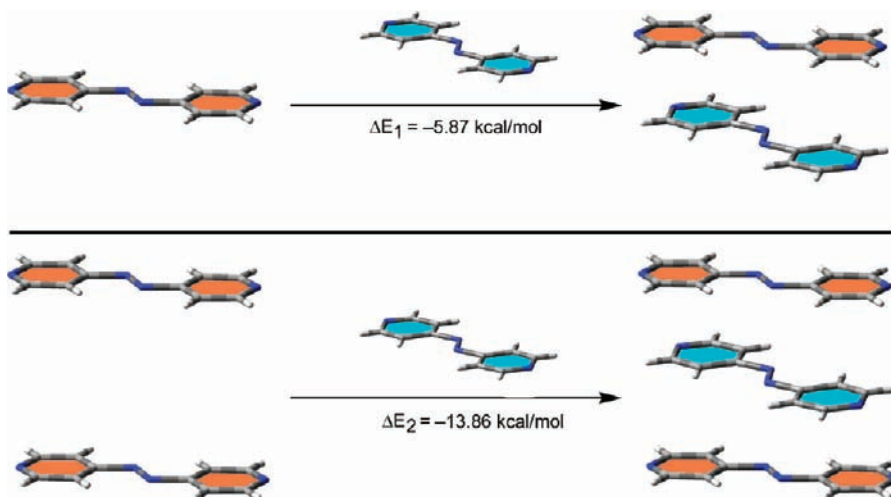 ΔE1 = –5.87 kcal/mol
ΔE2 = –13.86 kcal/mol